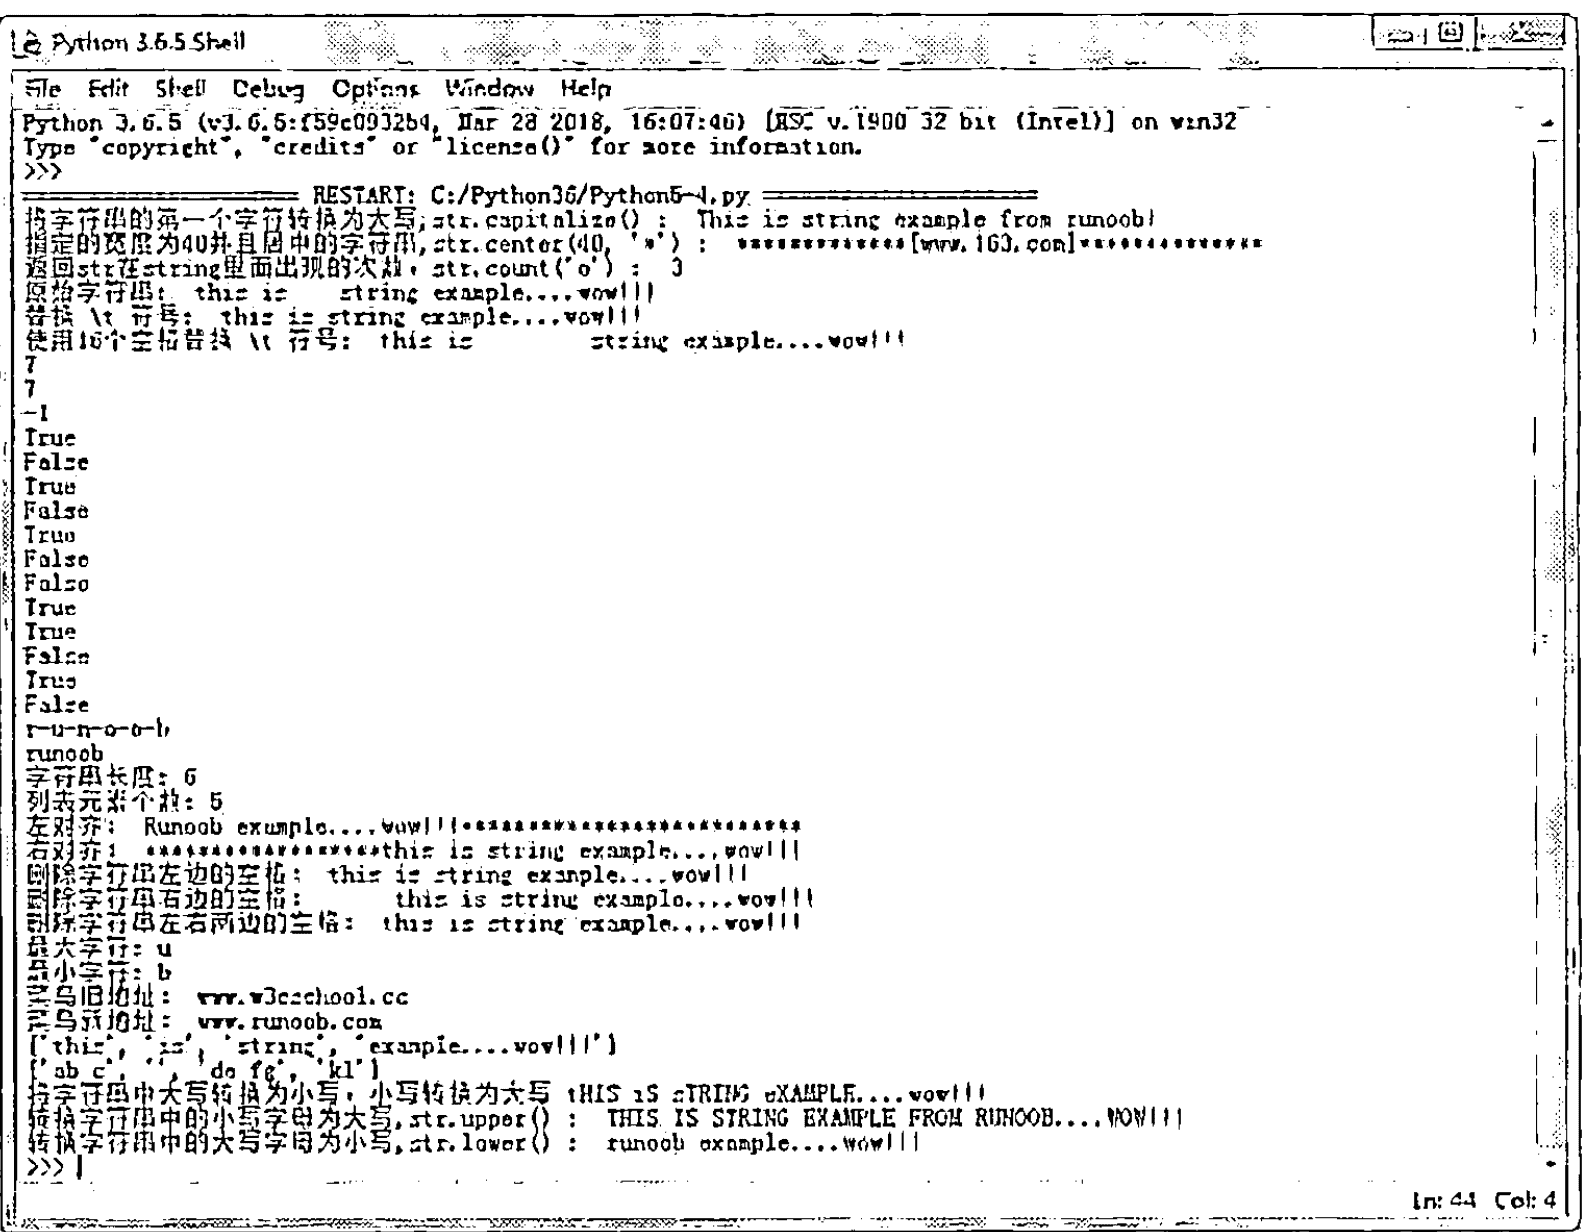 Python 3.6.5 Shell
File Edit Shell Debug Options Window Help
Python 3.6.5 (v3.6.5:f59c0932b4, Mar 28 2018, 16:07:46) [MSC v.1900 32 bit (Intel)] on win32
Type "copyright", "credits" or "license()" for more information.
>>>
==================== RESTART: C:/Python36/Python5-4.py ====================
将字符串的第一个字符转换为大写,str.capitalize() : This is string example from runoob!
指定的宽度为40并且居中的字符串,str.center(40, '*') : *************[www.163.com]**************
返回str在string里面出现的次数，str.count('o') : 3
原始字符串: this is string example....wow!!!
替换 \t 符号: this is string example....wow!!!
使用16个空格替换 \t 符号: this is string example....wow!!!
7
7
-1
True
False
True
False
True
False
False
True
True
False
True
False
r-u-n-o-o-b
runoob
字符串长度: 6
列表元素个数: 5
左对齐: Runoob example....wow!!!**************************
右对齐: ******************this is string example....wow!!!
删除字符串左边的空格: this is string example....wow!!!
删除字符串右边的空格: this is string example....wow!!!
删除字符串左右两边的空格: this is string example....wow!!!
最大字符: u
最小字符: b
菜鸟旧地址: www.w3cschool.cc
菜鸟新地址: www.runoob.com
['this', 'is', 'string', 'example....wow!!!']
['ab c', '', 'de fg', 'kl']
将字符串中大写转换为小写，小写转换为大写 tHIS iS sTRING eXAMPLE....wow!!!
转换字符串中的小写字母为大写,str.upper() : THIS IS STRING EXAMPLE FROM RUNOOB....WOW!!!
转换字符串中的大写字母为小写,str.lower() : runoob example....wow!!!
>>>
Ln: 44 Col: 4